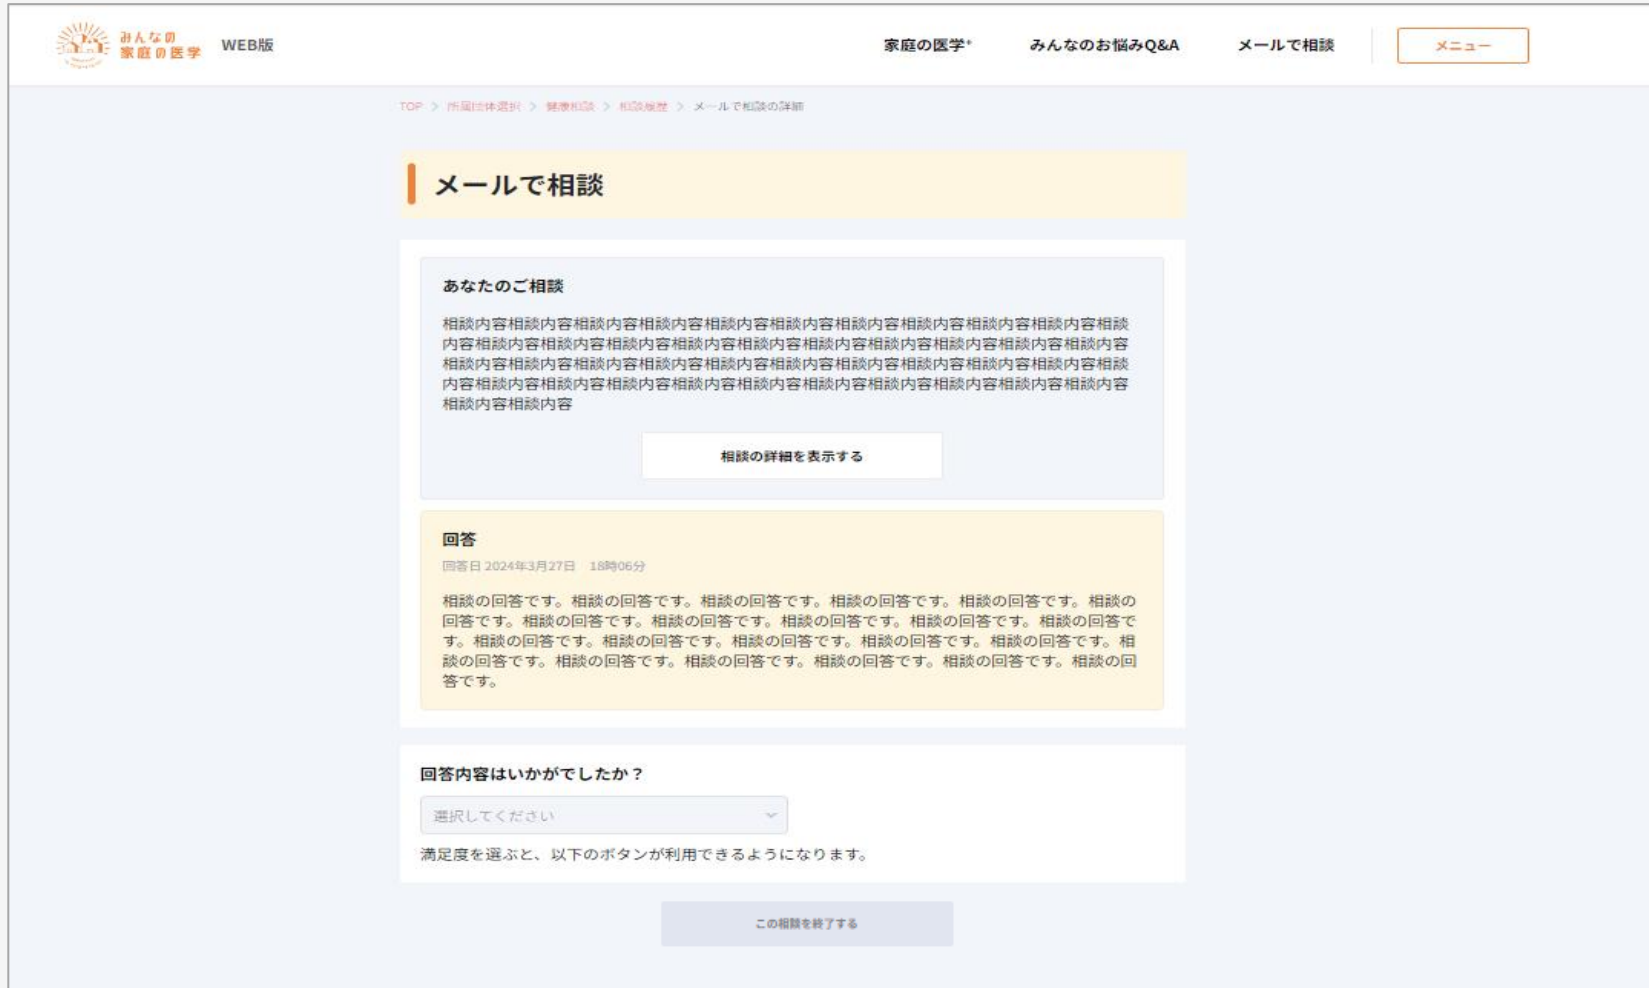 みんなの
家庭の医学 WEB版
家庭の医学+ みんなのお悩みQ&A メールで相談 メニュー
TOP > 所属団体選択 > 健康相談 > 相談履歴 > メールで相談の詳細
メールで相談
あなたのご相談
相談内容相談内容相談内容相談内容相談内容相談内容相談内容相談内容相談内容相談内容相談
内容相談内容相談内容相談内容相談内容相談内容相談内容相談内容相談内容相談内容相談内容
相談内容相談内容相談内容相談内容相談内容相談内容相談内容相談内容相談内容相談内容相談
内容相談内容相談内容相談内容相談内容相談内容相談内容相談内容相談内容相談内容相談内容
相談内容相談内容
相談の詳細を表示する
回答
回答日 2024年3月27日 18時06分
相談の回答です。相談の回答です。相談の回答です。相談の回答です。相談の回答です。相談の
回答です。相談の回答です。相談の回答です。相談の回答です。相談の回答です。相談の回答で
す。相談の回答です。相談の回答です。相談の回答です。相談の回答です。相談の回答です。相
談の回答です。相談の回答です。相談の回答です。相談の回答です。相談の回答です。相談の回
答です。
回答内容はいかがでしたか？
選択してください
満足度を選ぶと、以下のボタンが利用できるようになります。
この相談を終了する